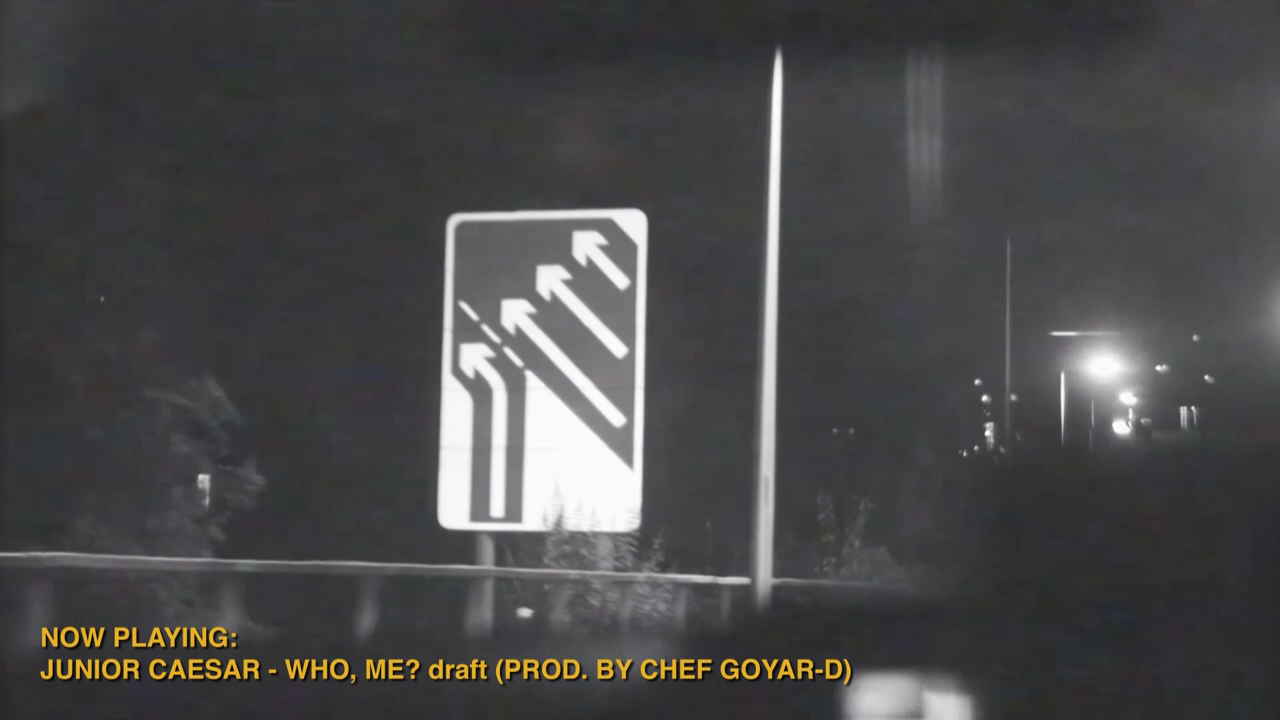 NOW PLAYING:
JUNIOR CAESAR - WHO, ME? draft (PROD. BY CHEF GOYAR-D)